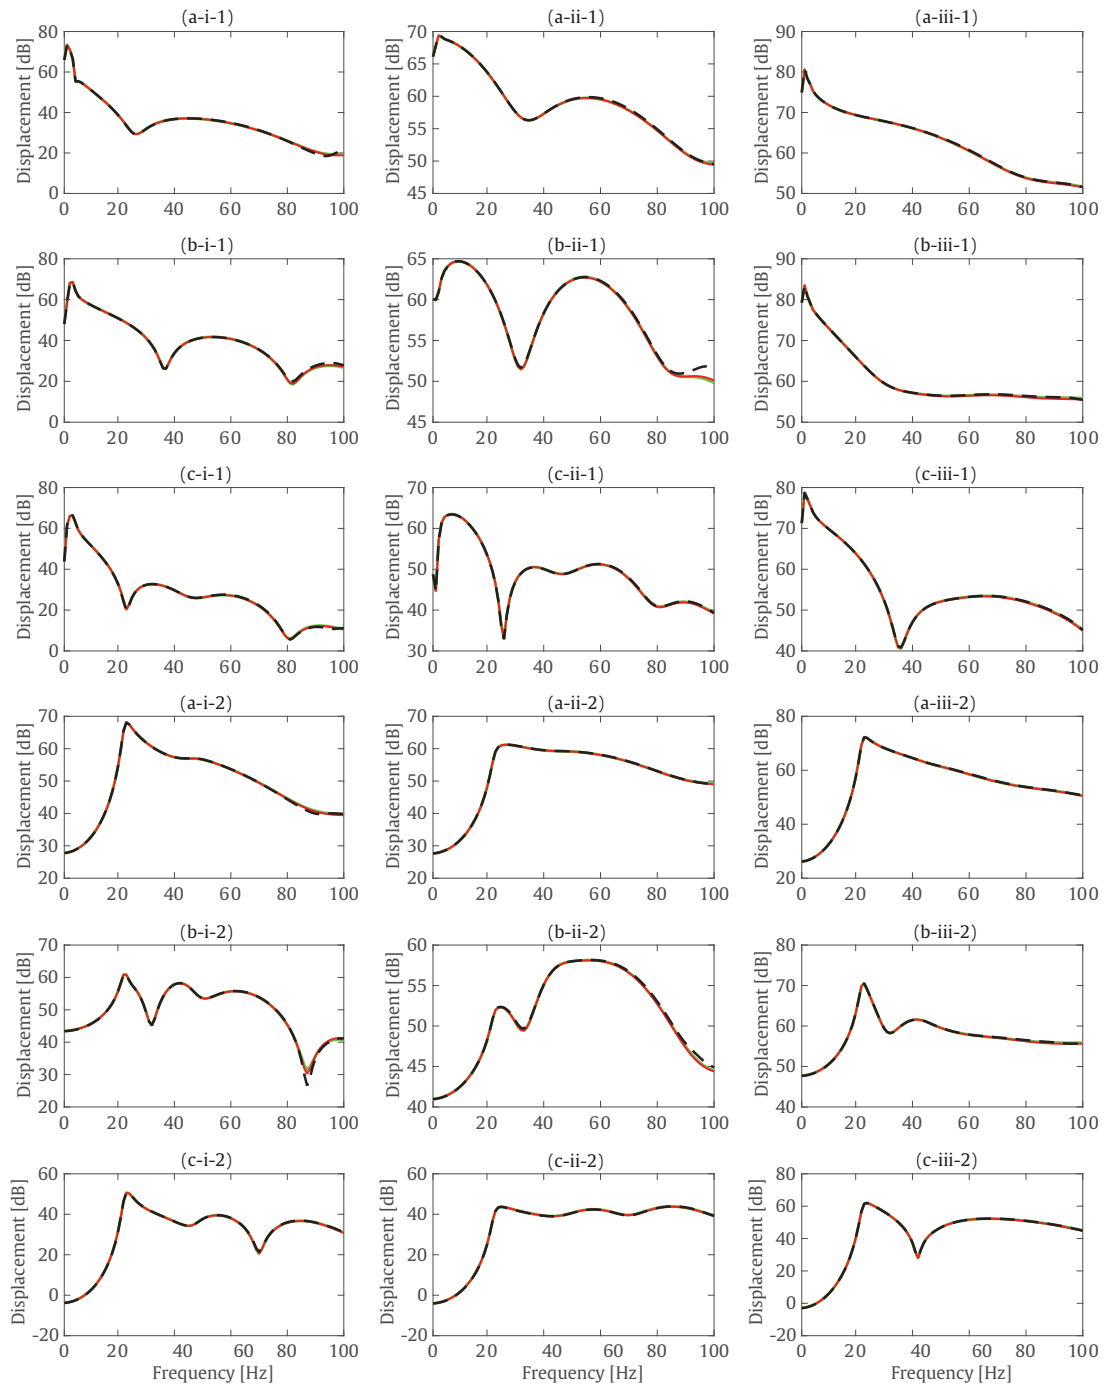 (a-i-1) (a-ii-1) (a-iii-1)
Displacement [dB] 80 60 40 20 0
0 20 40 60 80 100
Displacement [dB] 70 65 60 55 50 45
0 20 40 60 80 100
Displacement [dB] 90 80 70 60 50
0 20 40 60 80 100
(b-i-1) (b-ii-1) (b-iii-1)
Displacement [dB] 80 60 40 20 0
0 20 40 60 80 100
Displacement [dB] 65 60 55 50 45
0 20 40 60 80 100
Displacement [dB] 90 80 70 60 50
0 20 40 60 80 100
(c-i-1) (c-ii-1) (c-iii-1)
Displacement [dB] 80 60 40 20 0
0 20 40 60 80 100
Displacement [dB] 70 60 50 40 30
0 20 40 60 80 100
Displacement [dB] 80 70 60 50 40
0 20 40 60 80 100
(a-i-2) (a-ii-2) (a-iii-2)
Displacement [dB] 70 60 50 40 30 20
0 20 40 60 80 100
Displacement [dB] 70 60 50 40 30 20
0 20 40 60 80 100
Displacement [dB] 80 60 40 20
0 20 40 60 80 100
(b-i-2) (b-ii-2) (b-iii-2)
Displacement [dB] 70 60 50 40 30 20
0 20 40 60 80 100
Displacement [dB] 60 55 50 45 40
0 20 40 60 80 100
Displacement [dB] 80 70 60 50 40
0 20 40 60 80 100
(c-i-2) (c-ii-2) (c-iii-2)
Displacement [dB] 60 40 20 0 -20
0 20 40 60 80 100
Frequency [Hz]
Displacement [dB] 60 40 20 0 -20
0 20 40 60 80 100
Frequency [Hz]
Displacement [dB] 80 60 40 20 0 -20
0 20 40 60 80 100
Frequency [Hz]